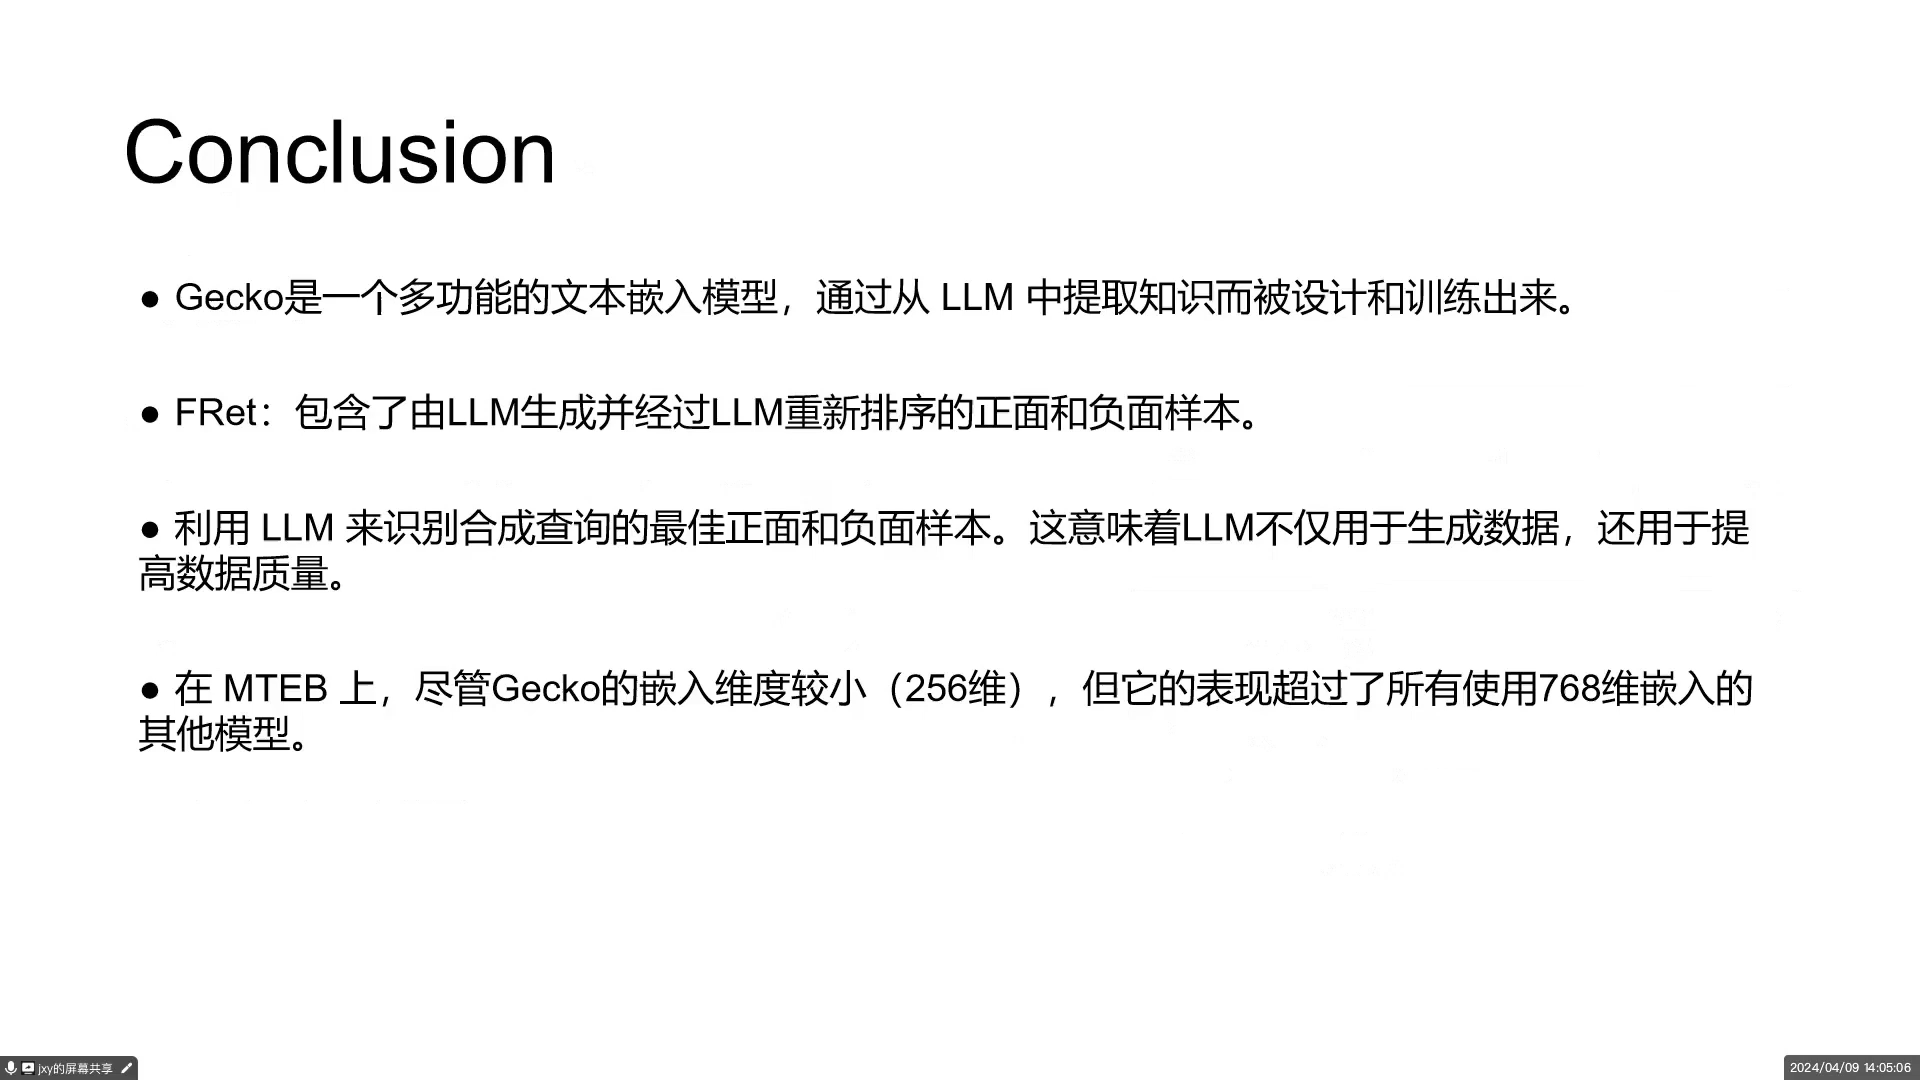 Conclusion
● Gecko是一个多功能的文本嵌入模型，通过从 LLM 中提取知识而被设计和训练出来。
● FRet：包含了由LLM生成并经过LLM重新排序的正面和负面样本。
● 利用 LLM 来识别合成查询的最佳正面和负面样本。这意味着LLM不仅用于生成数据，还用于提
高数据质量。
● 在 MTEB 上，尽管Gecko的嵌入维度较小（256维），但它的表现超过了所有使用768维嵌入的
其他模型。
jxy的屏幕共享
2024/04/09 14:05:06